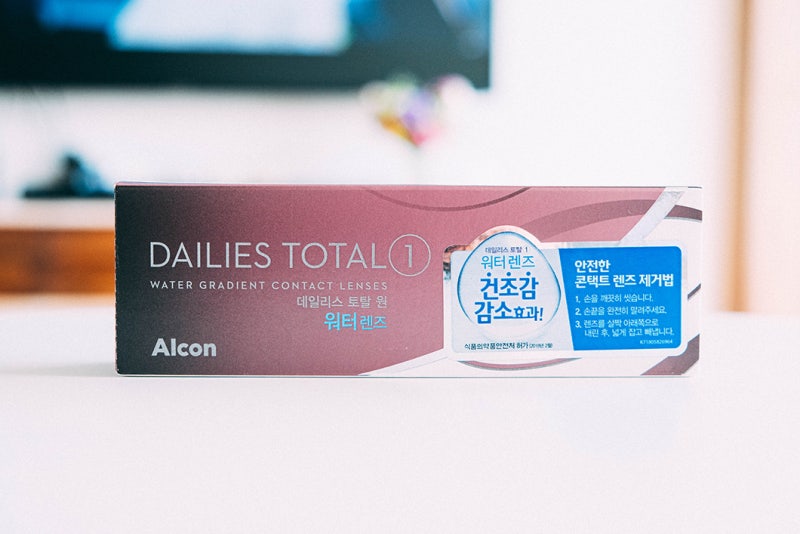 DAILIES TOTAL 1
WATER GRADIENT CONTACT LENSES
데일리스 토탈 원
워터렌즈
Alcon
데일리스 토탈 1
워터렌즈
건조감
감소효과!
식품의약품안전처 허가
안전한
콘택트 렌즈 제거법
1. 손을 깨끗히 씻습니다.
2. 손끝을 완전히 말려주세요.
3. 렌즈를 살짝 아래쪽으로
내린 후, 넓게 잡고 빼냅니다.